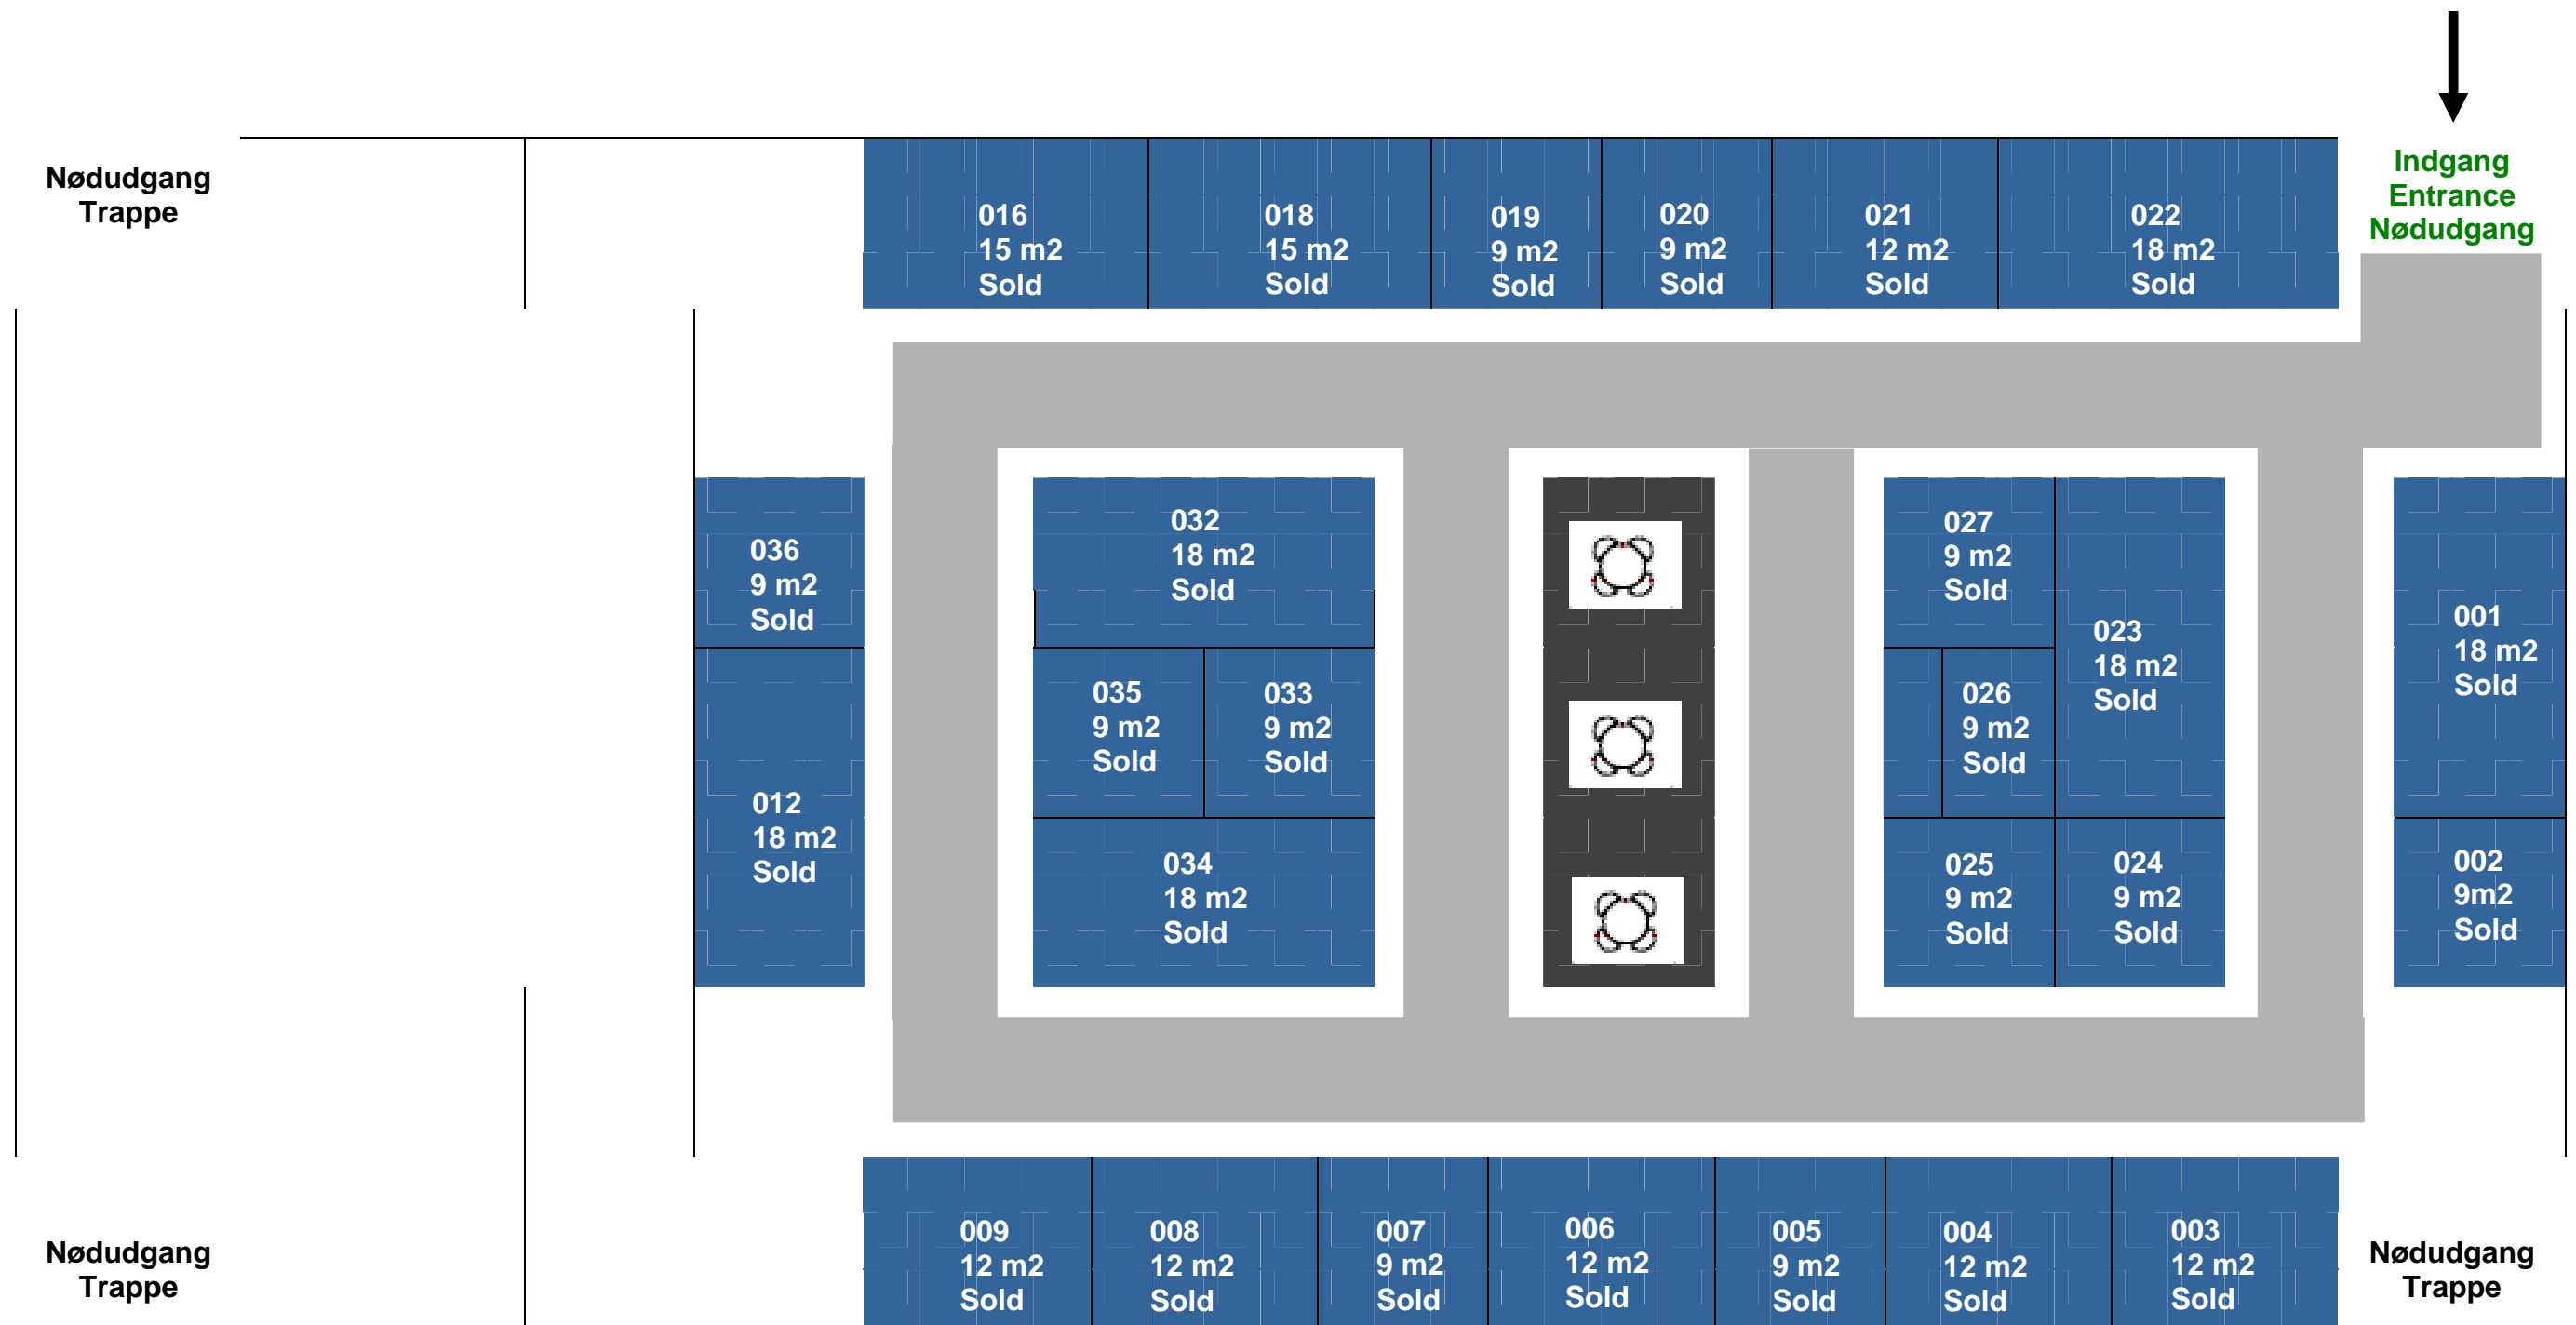 Nødudgang
Trappe
Indgang
Entrance
Nødudgang
016
15 m2
Sold
018
15 m2
Sold
019
9 m2
Sold
020
9 m2
Sold
021
12 m2
Sold
022
18 m2
Sold
036
9 m2
Sold
012
18 m2
Sold
032
18 m2
Sold
035
9 m2
Sold
033
9 m2
Sold
034
18 m2
Sold
027
9 m2
Sold
023
18 m2
Sold
026
9 m2
Sold
025
9 m2
Sold
024
9 m2
Sold
001
18 m2
Sold
002
9m2
Sold
Nødudgang
Trappe
009
12 m2
Sold
008
12 m2
Sold
007
9 m2
Sold
006
12 m2
Sold
005
9 m2
Sold
004
12 m2
Sold
003
12 m2
Sold
Nødudgang
Trappe